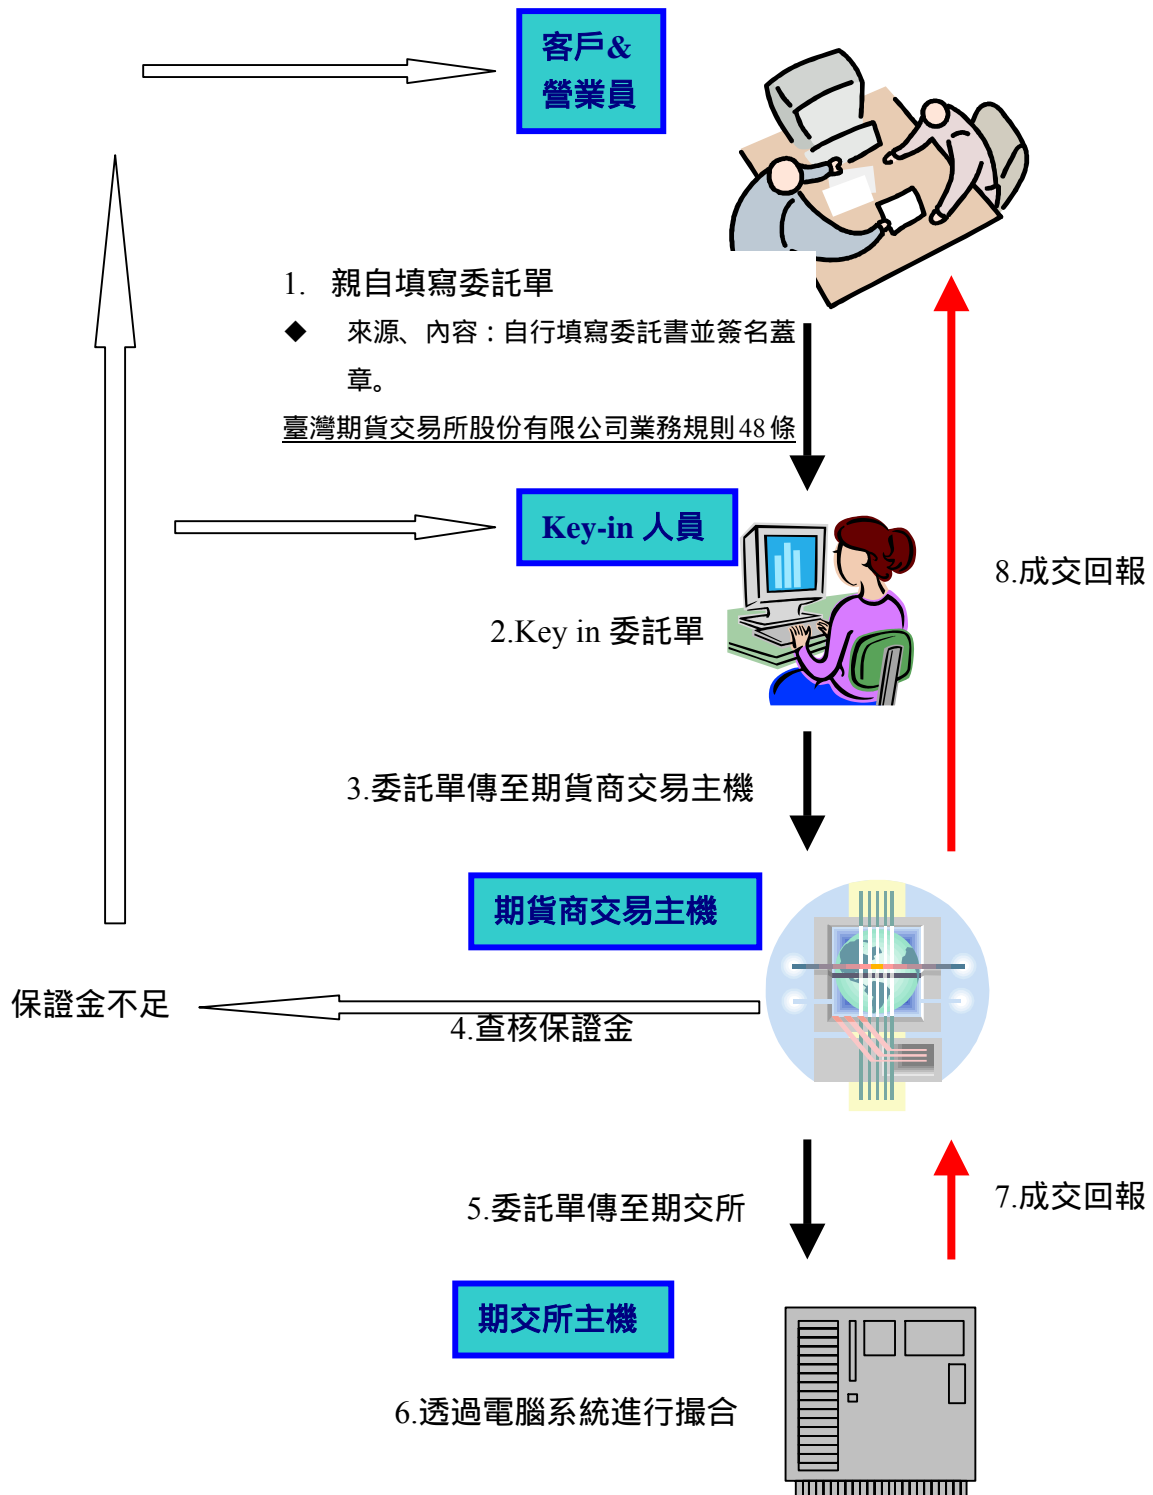 客戶&
營業員
1. 親自填寫委託單
◆ 來源、內容：自行填寫委託書並簽名蓋
章。
臺灣期貨交易所股份有限公司業務規則 48 條
Key-in 人員
8.成交回報
2.Key in 委託單
3.委託單傳至期貨商交易主機
期貨商交易主機
保證金不足
4.查核保證金
5.委託單傳至期交所
7.成交回報
期交所主機
6.透過電腦系統進行撮合